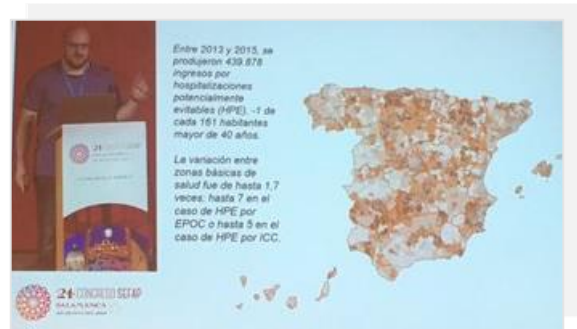 Entre 2013 y 2015, se
produjeron 439.878
ingresos por
hospitalizaciones
potencialmente
evitables (HPE). -1 de
cada 161 habitantes
mayor de 40 años.
La variación entre
zonas básicas de
salud fue de hasta 1,7
veces; hasta 7 en el
caso de HPE por
EPOC o hasta 5 en el
caso de HPE por ICC.
24 CONGRESO SEFAP
SALAMANCA